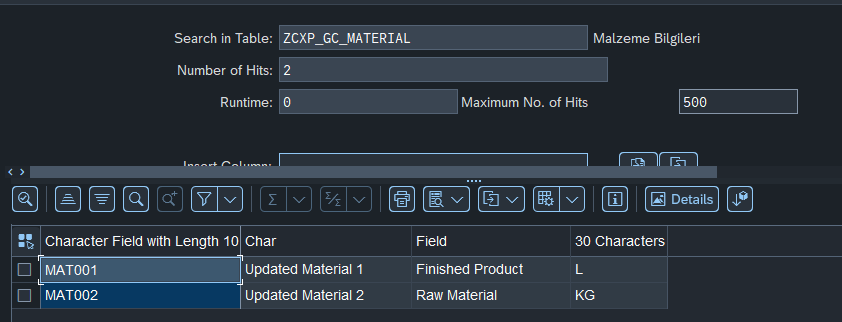 Search in Table: ZCXP_GC_MATERIAL Malzeme Bilgileri
Number of Hits: 2
Runtime: 0 Maximum No. of Hits 500
Insert Column:
Details
Character Field with Length 10 Char Field 30 Characters
MAT001 Updated Material 1 Finished Product L
MAT002 Updated Material 2 Raw Material KG